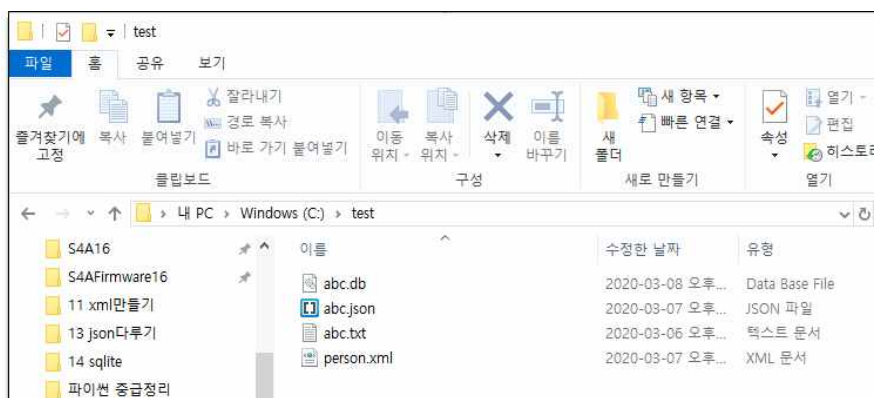 test
파일 홈 공유 보기
즐겨찾기에 고정
복사
붙여넣기
잘라내기
경로 복사
바로 가기 붙여넣기
클립보드
이동 위치
복사 위치
삭제
이름 바꾸기
구성
새 폴더
새 항목
빠른 연결
새로 만들기
속성
열기
편집
히스토리
열기
내 PC > Windows (C:) > test
S4A16
S4AFirmware16
11 xml만들기
13 json다루기
14 sqlite
파이썬 중급정리
이름 수정한 날짜 유형
abc.db 2020-03-08 오후... Data Base File
abc.json 2020-03-07 오후... JSON 파일
abc.txt 2020-03-06 오후... 텍스트 문서
person.xml 2020-03-07 오후... XML 문서